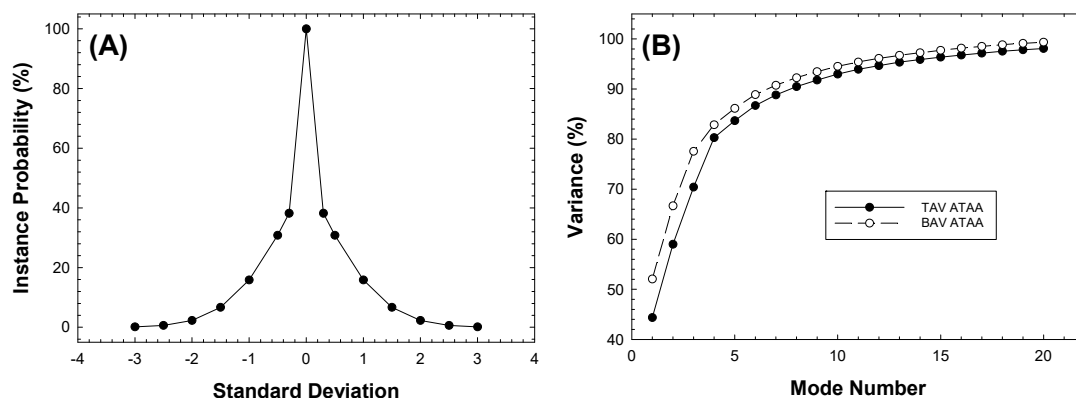 (A)
Instance Probability (%)
100
80
60
40
20
0
-4 -3 -2 -1 0 1 2 3 4
Standard Deviation
(B)
Variance (%)
100
90
80
70
60
50
40
TAV ATAA
BAV ATAA
0 5 10 15 20
Mode Number